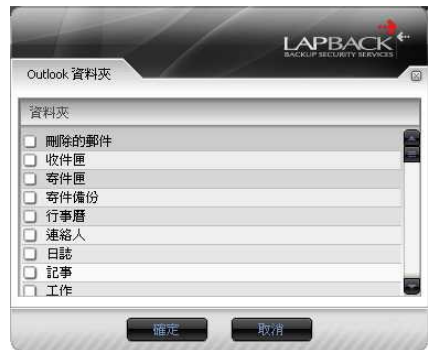 LAPBACK
BACKUP SECURITY SERVICES
Outlook 資料夾
資料夾
刪除的郵件
收件匣
寄件匣
寄件備份
行事曆
連絡人
日誌
記事
工作
確定
取消